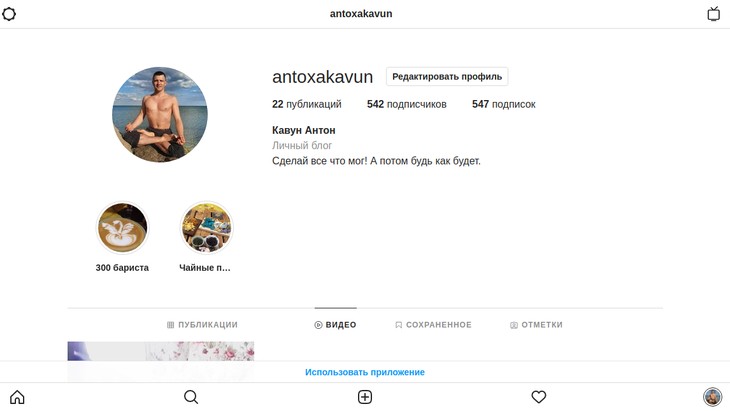 antoxakavun
antoxakavun Редактировать профиль
22 публикаций 542 подписчиков 547 подписок
Кавун Антон
Личный блог
Сделай все что мог! А потом будь как будет.
300 бариста Чайные п...
ПУБЛИКАЦИИ ВИДЕО СОХРАНЕННОЕ ОТМЕТКИ
Использовать приложение